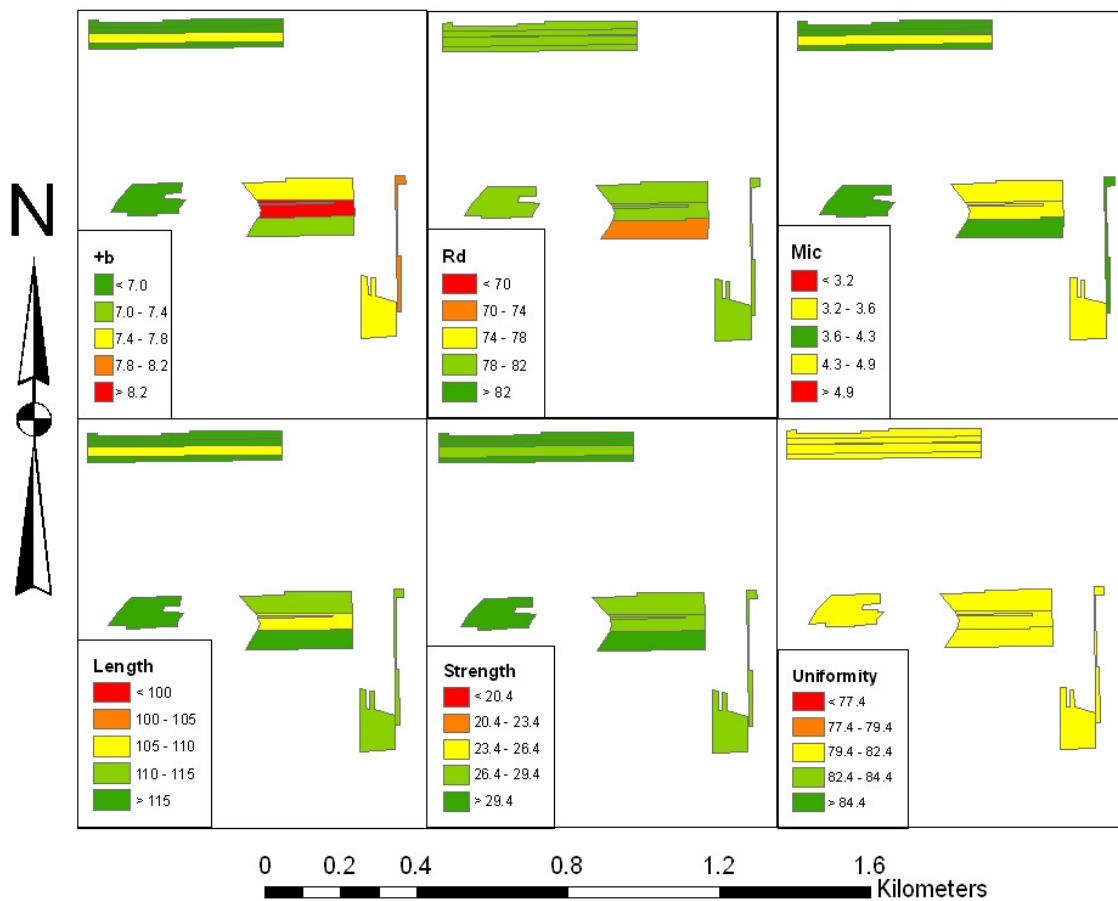 N
+b
< 7.0
7.0 - 7.4
7.4 - 7.8
7.8 - 8.2
> 8.2
Rd
< 70
70 - 74
74 - 78
78 - 82
> 82
Mic
< 3.2
3.2 - 3.6
3.6 - 4.3
4.3 - 4.9
> 4.9
Length
< 100
100 - 105
105 - 110
110 - 115
> 115
Strength
< 20.4
20.4 - 23.4
23.4 - 26.4
26.4 - 29.4
> 29.4
Uniformity
< 77.4
77.4 - 79.4
79.4 - 82.4
82.4 - 84.4
> 84.4
0 0.2 0.4 0.8 1.2 1.6
Kilometers